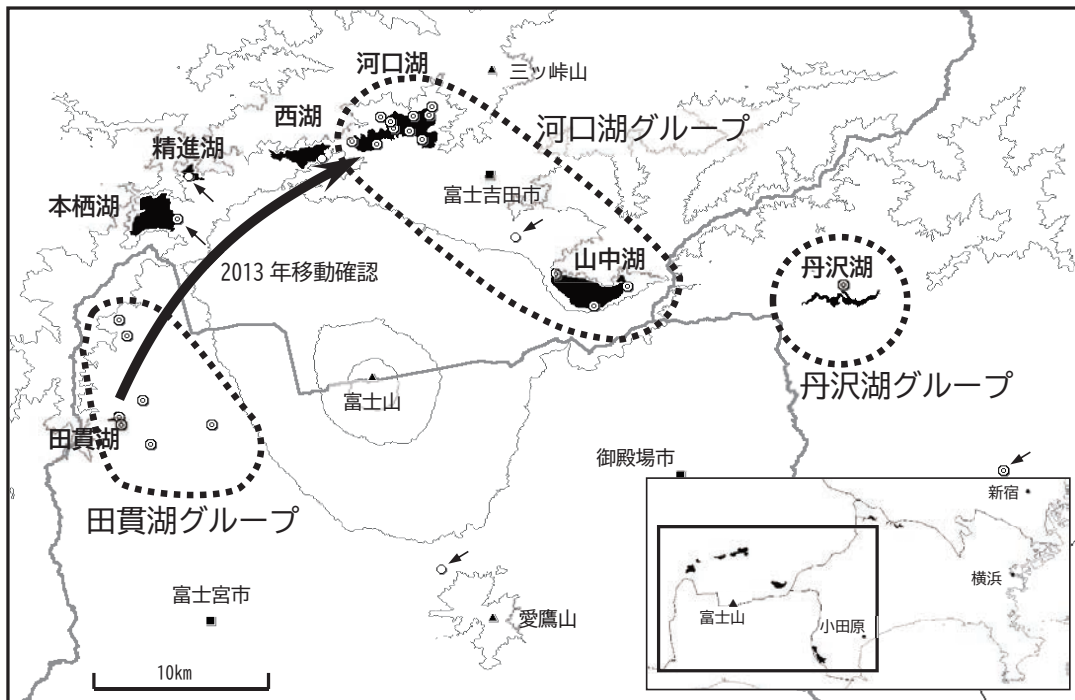 河口湖
三ッ峠山
西湖
河口湖グループ
精進湖
富士吉田市
本栖湖
山中湖
丹沢湖
2013 年移動確認
丹沢湖グループ
富士山
田貫湖
御殿場市
新宿
田貫湖グループ
横浜
富士宮市
愛鷹山
富士山
小田原
10km